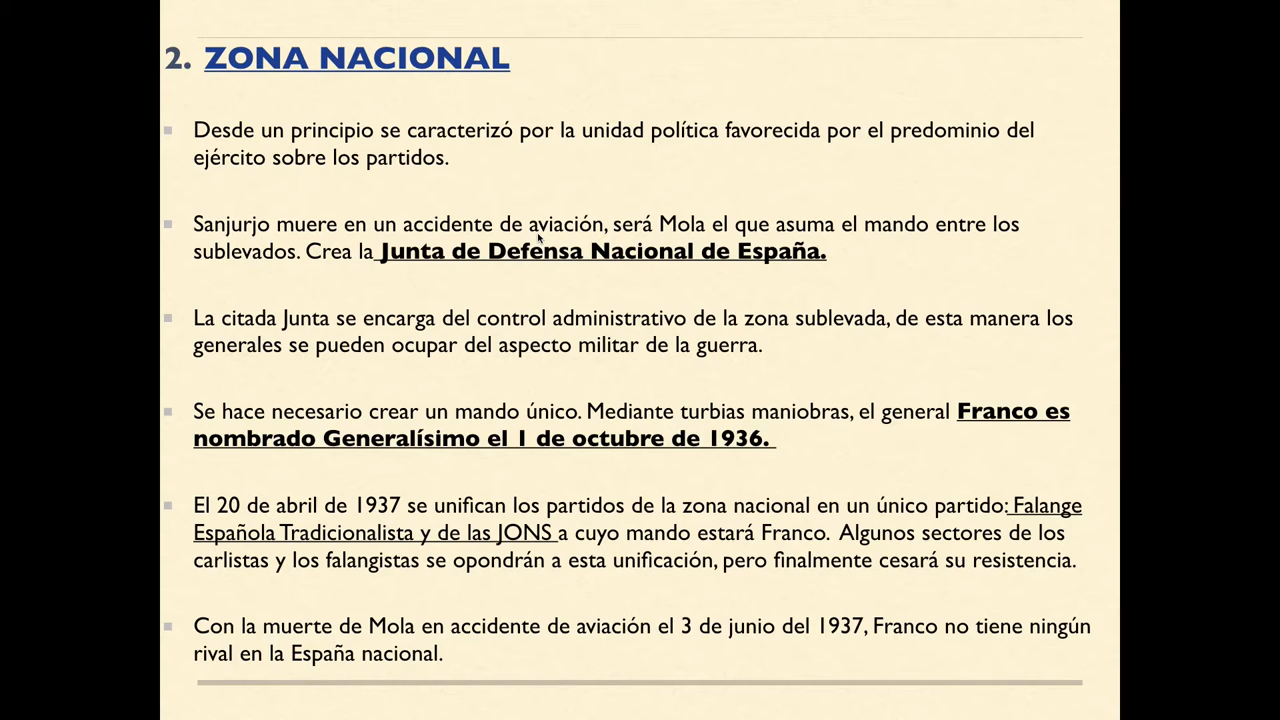 2. ZONA NACIONAL
Desde un principio se caracterizó por la unidad política favorecida por el predominio del
ejército sobre los partidos.
Sanjurjo muere en un accidente de aviación, será Mola el que asuma el mando entre los
sublevados. Crea la Junta de Defensa Nacional de España.
La citada Junta se encarga del control administrativo de la zona sublevada, de esta manera los
generales se pueden ocupar del aspecto militar de la guerra.
Se hace necesario crear un mando único. Mediante turbias maniobras, el general Franco es
nombrado Generalísimo el 1 de octubre de 1936.
El 20 de abril de 1937 se unifican los partidos de la zona nacional en un único partido: Falange
Española Tradicionalista y de las JONS a cuyo mando estará Franco. Algunos sectores de los
carlistas y los falangistas se opondrán a esta unificación, pero finalmente cesará su resistencia.
Con la muerte de Mola en accidente de aviación el 3 de junio del 1937, Franco no tiene ningún
rival en la España nacional.